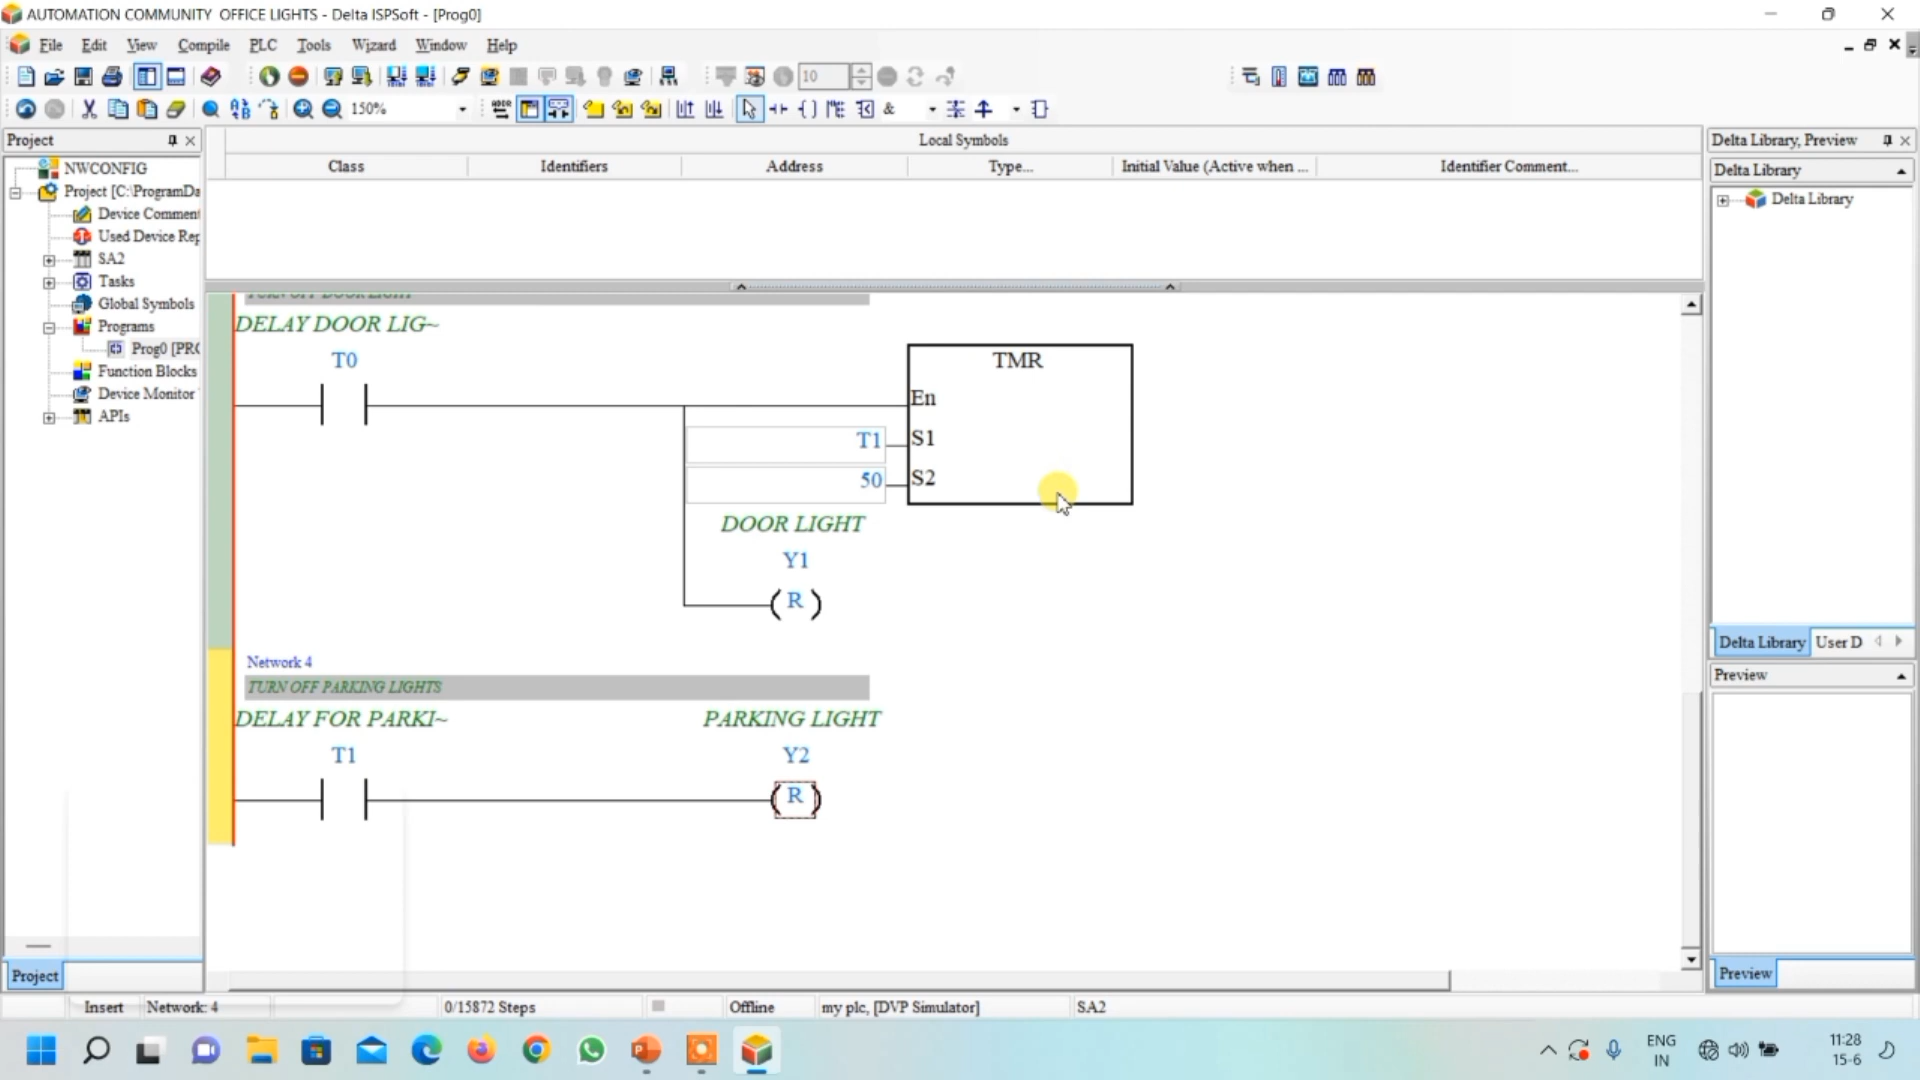 AUTOMATION COMMUNITY  OFFICE LIGHTS - Delta ISPSoft - [Prog0]
File Edit View Compile PLC Tools Wizard Window Help
10
150%
&
Project
Local Symbols
Delta Library, Preview
Class Identifiers Address Type... Initial Value (Active when ... Identifier Comment...
NWCONFIG
Project [C:\ProgramDa
Device Comment
Used Device Rep
SA2
Tasks
Global Symbols
Programs
Prog0 [PRO
Function Blocks
Device Monitor
APIs
Project
TURN OFF DOOR LIGHT
DELAY DOOR LIG~
T0
TMR
En
T1 S1
50 S2
DOOR LIGHT
Y1
R
Network 4
TURN OFF PARKING LIGHTS
DELAY FOR PARKI~ PARKING LIGHT
T1 Y2
R
Delta Library
Delta Library
Delta Library User D
Preview
Preview
Insert Network: 4 0/15872 Steps Offline my plc, [DVP Simulator] SA2
ENG
IN
11:28
15-6